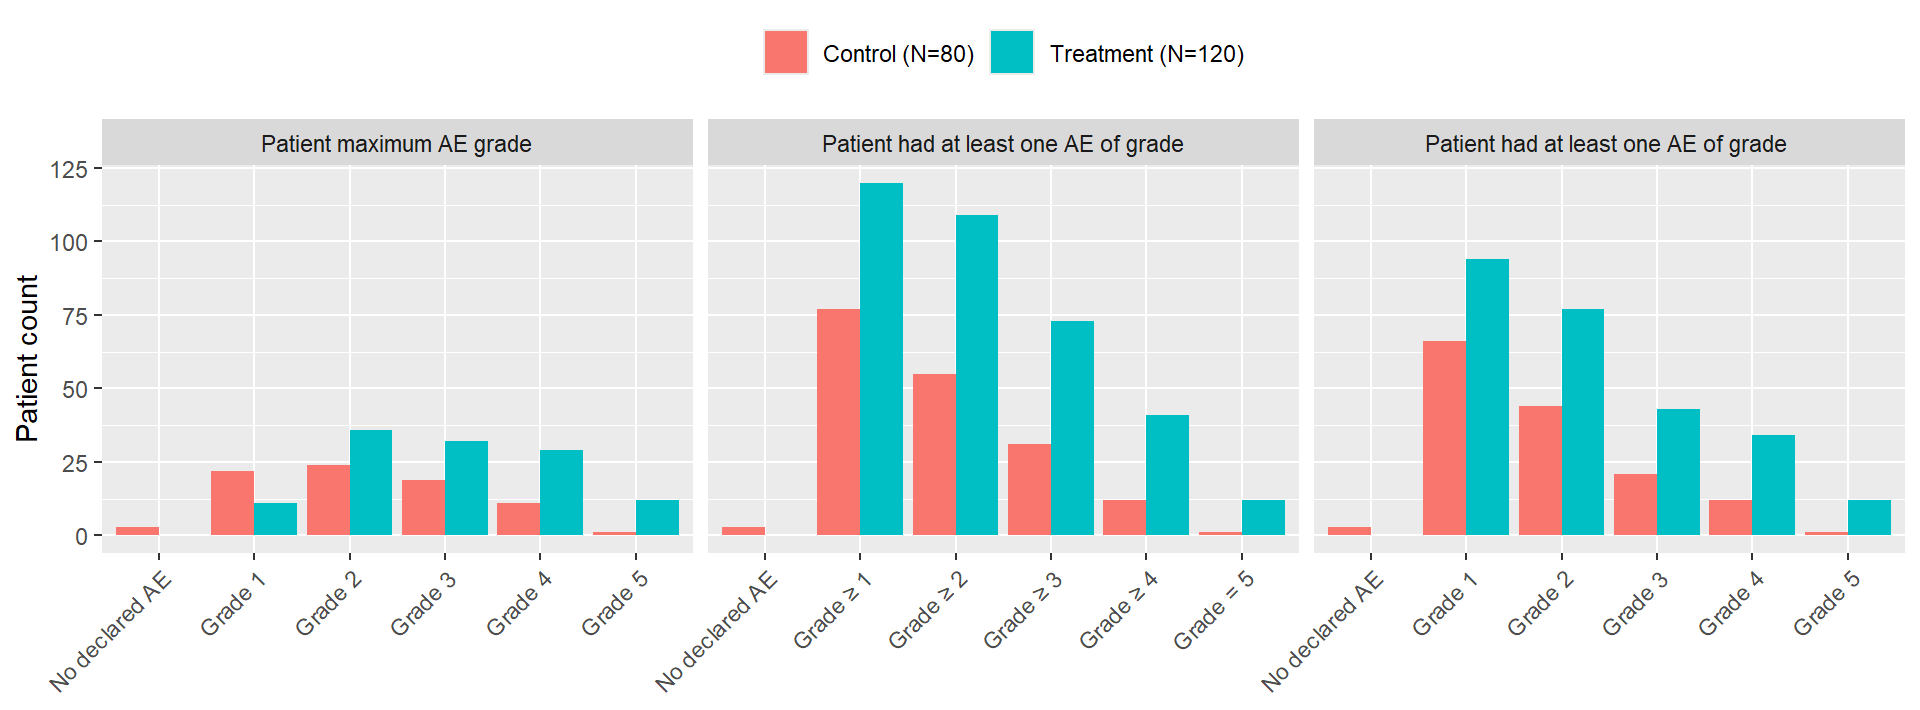 Control (N=80) Treatment (N=120)
Patient maximum AE grade
Patient had at least one AE of grade
Patient had at least one AE of grade
Patient count
125
100
75
50
25
0
No declared AE
Grade 1
Grade 2
Grade 3
Grade 4
Grade 5
No declared AE
Grade ≥ 1
Grade ≥ 2
Grade ≥ 3
Grade ≥ 4
Grade = 5
No declared AE
Grade 1
Grade 2
Grade 3
Grade 4
Grade 5